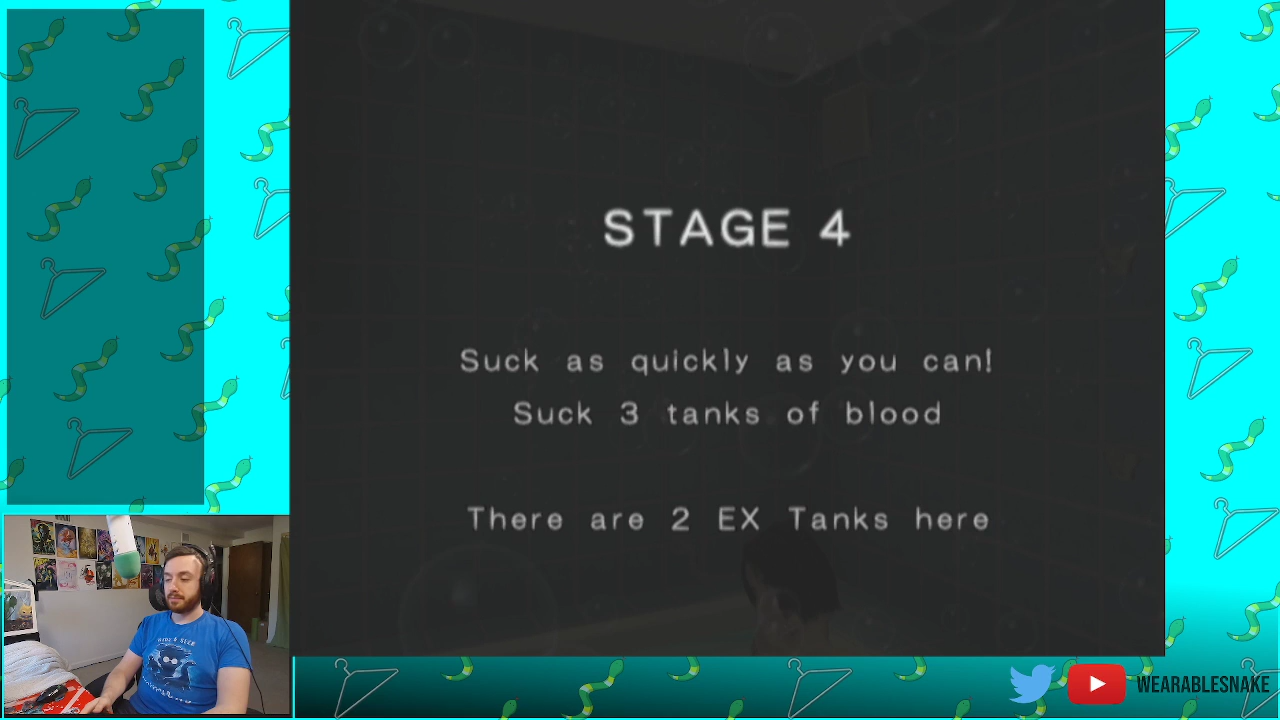 STAGE 4
Suck as quickly as you can!
Suck 3 tanks of blood
There are 2 EX Tanks here
WEARABLESNAKE